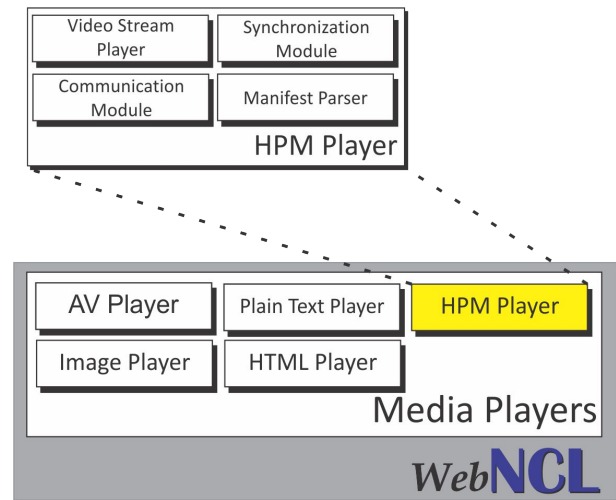 Video Stream
Player
Synchronization
Module
Communication
Module
Manifest Parser
HPM Player
AV Player
Plain Text Player
HPM Player
Image Player
HTML Player
Media Players
WebNCL